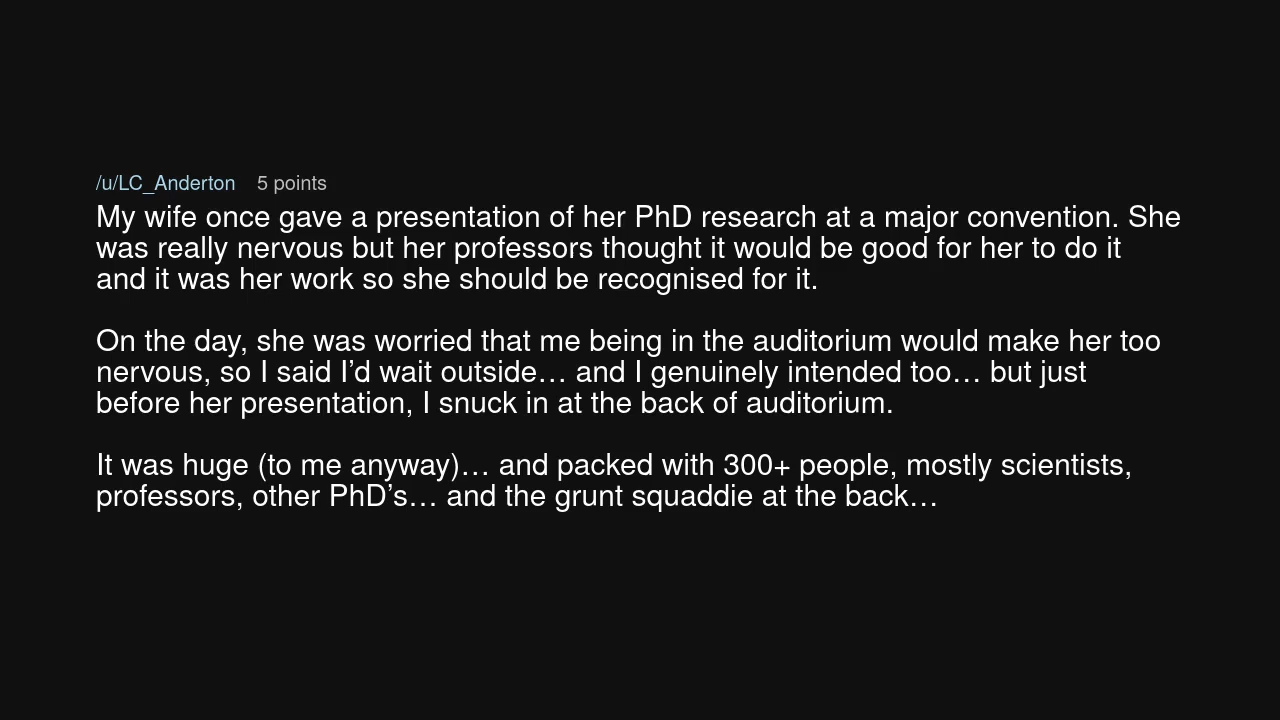 /u/LC_Anderton 5 points
My wife once gave a presentation of her PhD research at a major convention. She
was really nervous but her professors thought it would be good for her to do it
and it was her work so she should be recognised for it.
On the day, she was worried that me being in the auditorium would make her too
nervous, so I said I’d wait outside… and I genuinely intended too… but just
before her presentation, I snuck in at the back of auditorium.
It was huge (to me anyway)… and packed with 300+ people, mostly scientists,
professors, other PhD’s… and the grunt squaddie at the back…